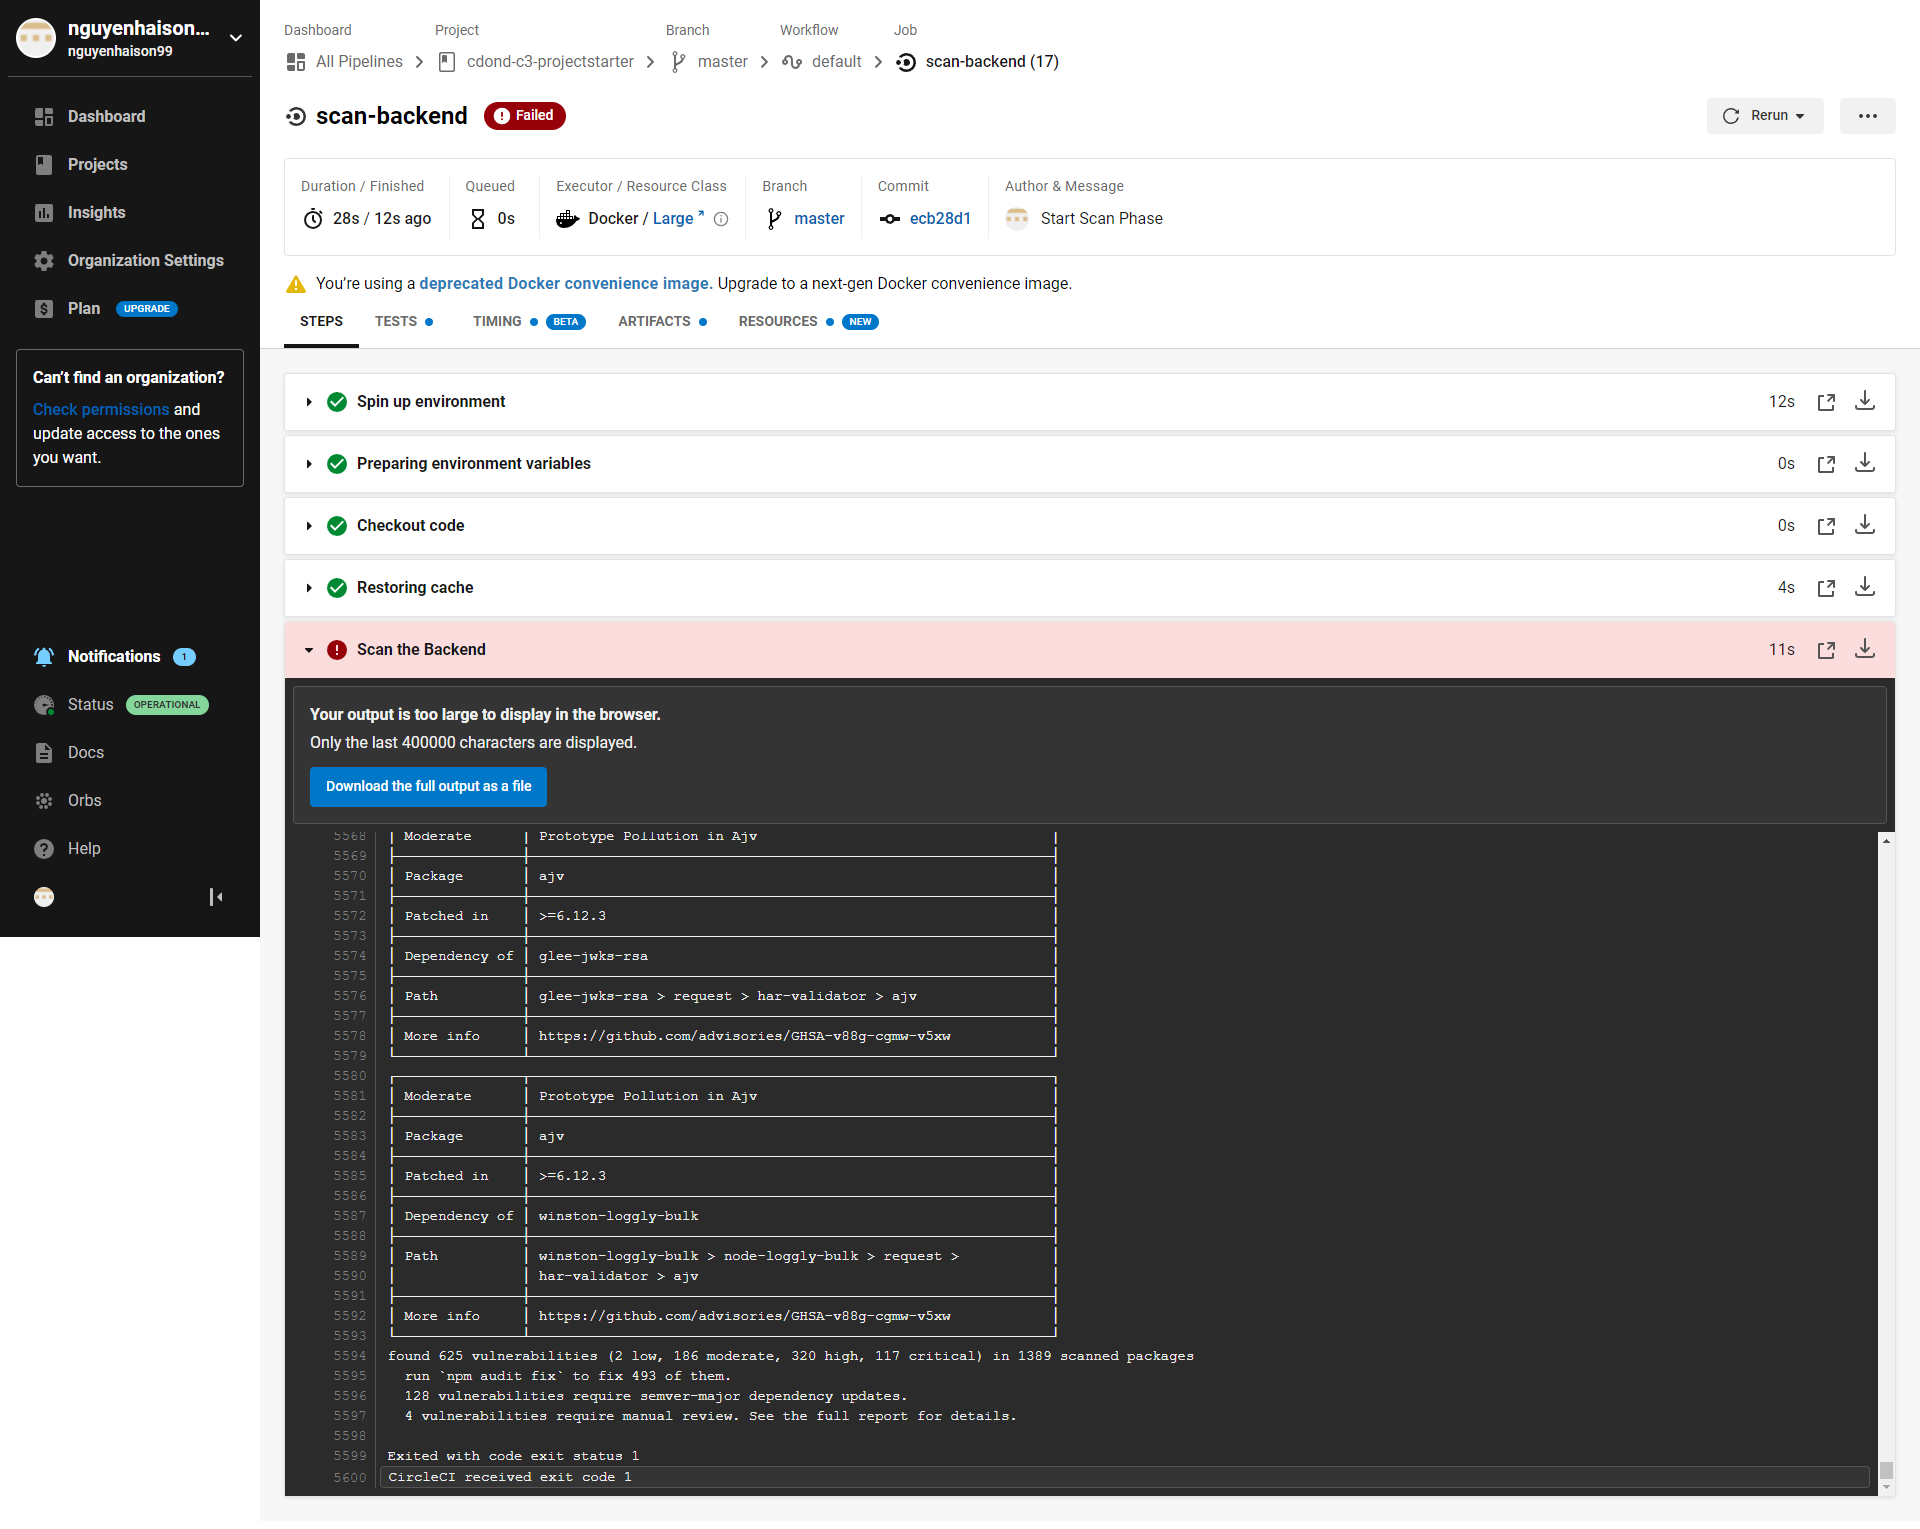 nguyenhaison...
nguyenhaison99
Dashboard
Projects
Insights
Organization Settings
Plan UPGRADE
Can't find an organization?
Check permissions and
update access to the ones
you want.
Notifications 1
Status OPERATIONAL
Docs
Orbs
Help
Dashboard Project Branch Workflow Job
All Pipelines cdond-c3-projectstarter master default scan-backend (17)
scan-backend Failed Rerun
Duration / Finished Queued Executor / Resource Class Branch Commit Author & Message
28s / 12s ago 0s Docker / Large master ecb28d1 Start Scan Phase
You're using a deprecated Docker convenience image. Upgrade to a next-gen Docker convenience image.
STEPS TESTS TIMING BETA ARTIFACTS RESOURCES NEW
Spin up environment 12s
Preparing environment variables 0s
Checkout code 0s
Restoring cache 4s
Scan the Backend 11s
Your output is too large to display in the browser.
Only the last 400000 characters are displayed.
Download the full output as a file
5568 Moderate Prototype Pollution in Ajv
5569
5570 Package ajv
5571
5572 Patched in >=6.12.3
5573
5574 Dependency of glee-jwks-rsa
5575
5576 Path glee-jwks-rsa > request > har-validator > ajv
5577
5578 More info https://github.com/advisories/GHSA-v88g-cgmw-v5xw
5579
5580
5581 Moderate Prototype Pollution in Ajv
5582
5583 Package ajv
5584
5585 Patched in >=6.12.3
5586
5587 Dependency of winston-loggly-bulk
5588
5589 Path winston-loggly-bulk > node-loggly-bulk > request >
5590 har-validator > ajv
5591
5592 More info https://github.com/advisories/GHSA-v88g-cgmw-v5xw
5593
5594 found 625 vulnerabilities (2 low, 186 moderate, 320 high, 117 critical) in 1389 scanned packages
5595 run `npm audit fix` to fix 493 of them.
5596 128 vulnerabilities require semver-major dependency updates.
5597 4 vulnerabilities require manual review. See the full report for details.
5598
5599 Exited with code exit status 1
5600 CircleCI received exit code 1